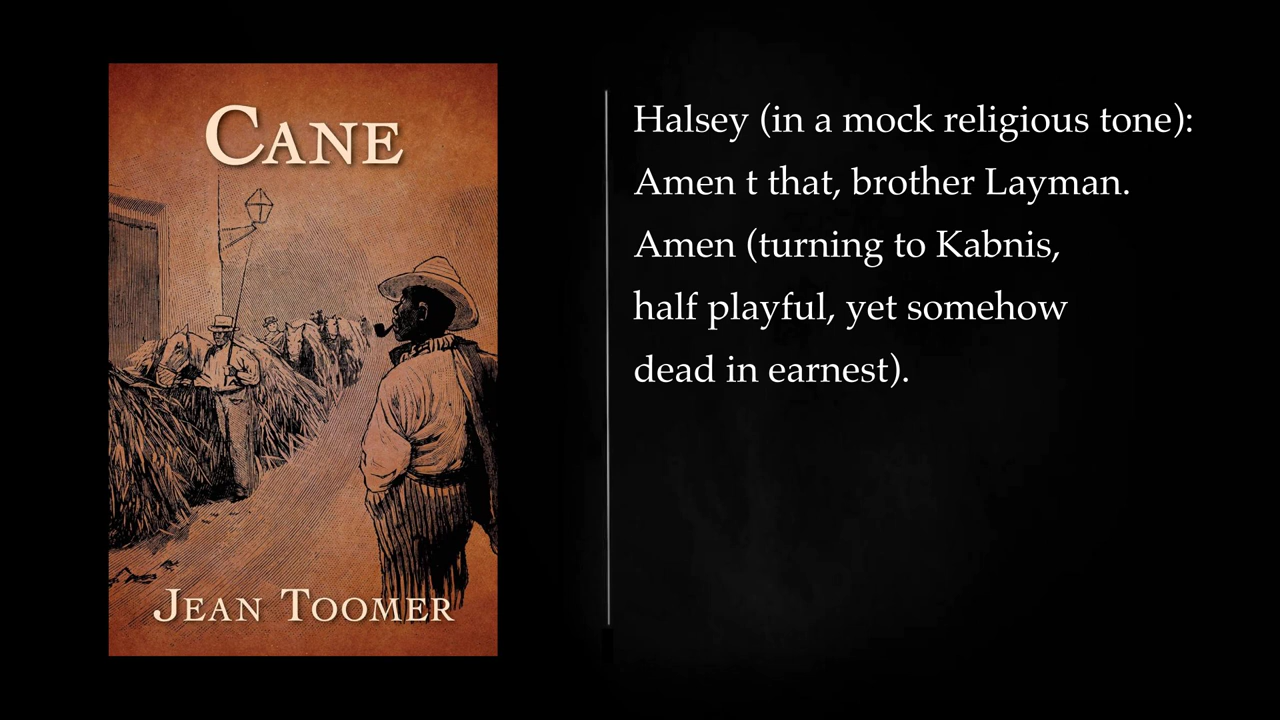 CANE
JEAN TOOMER
Halsey (in a mock religious tone):
Amen t that, brother Layman.
Amen (turning to Kabnis,
half playful, yet somehow
dead in earnest).